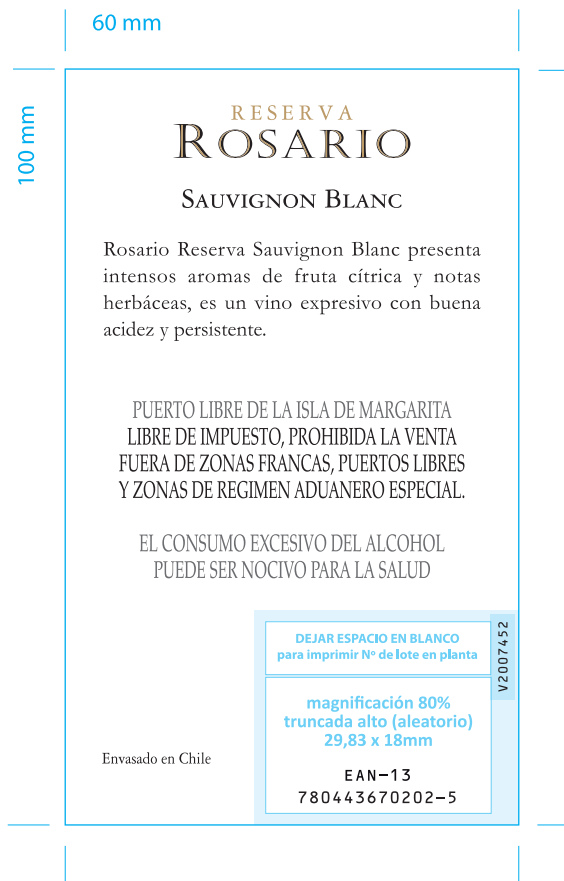 60 mm
100 mm
RESERVA
ROSARIO
SAUVIGNON BLANC
Rosario Reserva Sauvignon Blanc presenta
intensos aromas de fruta cítrica y notas
herbáceas, es un vino expresivo con buena
acidez y persistente.
PUERTO LIBRE DE LA ISLA DE MARGARITA
LIBRE DE IMPUESTO, PROHIBIDA LA VENTA
FUERA DE ZONAS FRANCAS, PUERTOS LIBRES
Y ZONAS DE REGIMEN ADUANERO ESPECIAL.
EL CONSUMO EXCESIVO DEL ALCOHOL
PUEDE SER NOCIVO PARA LA SALUD
DEJAR ESPACIO EN BLANCO
para imprimir Nº de lote en planta
V2007452
magnificación 80%
truncada alto (aleatorio)
29,83 x 18mm
EAN-13
780443670202-5
Envasado en Chile